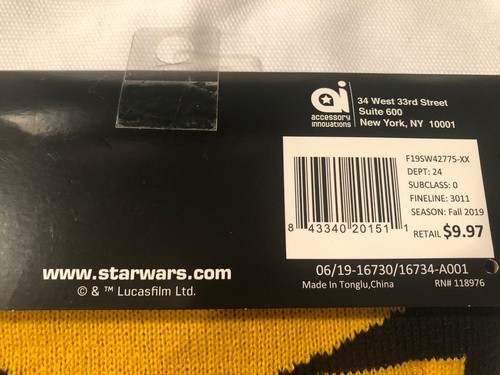 ai
accessory
innovations
34 West 33rd Street
Suite 600
New York, NY 10001
F19SW42775-XX
DEPT: 24
SUBCLASS: 0
FINELINE: 3011
SEASON: Fall 2019
RETAIL $9.97
8 43340 20151 1
www.starwars.com
© & ™ Lucasfilm Ltd.
06/19-16730/16734-A001
Made In Tonglu,China
RN# 118976